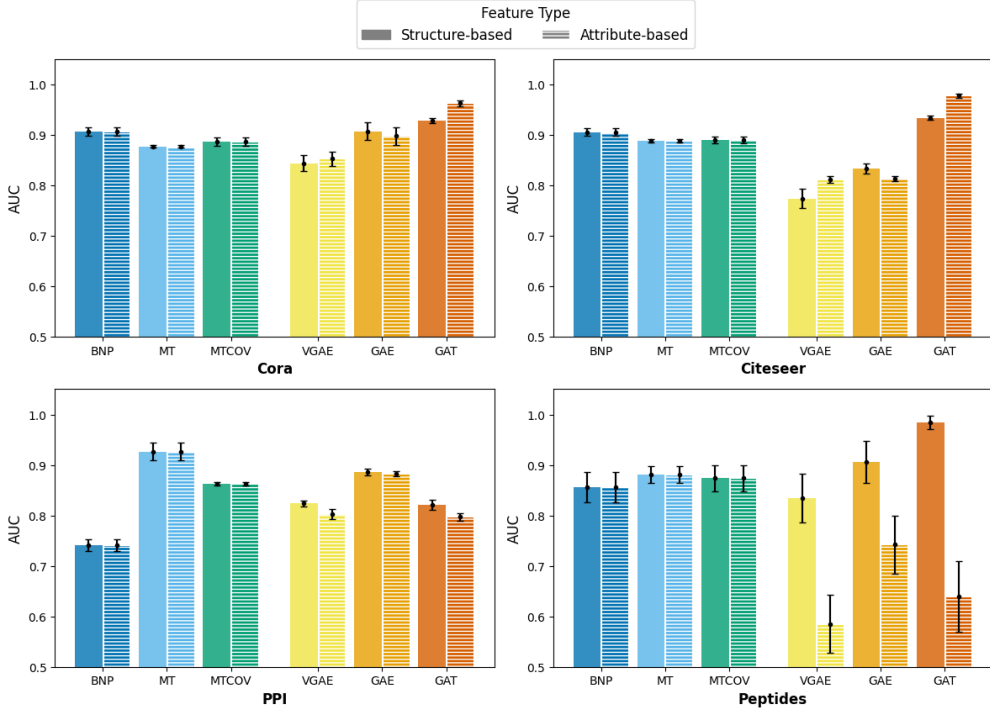 Feature Type
Structure-based Attribute-based
1.0
0.9
0.8
0.7
0.6
0.5
AUC
BNP MT MTCOV VGAE GAE GAT
Cora
1.0
0.9
0.8
0.7
0.6
0.5
AUC
BNP MT MTCOV VGAE GAE GAT
Citeseer
1.0
0.9
0.8
0.7
0.6
0.5
AUC
BNP MT MTCOV VGAE GAE GAT
PPI
1.0
0.9
0.8
0.7
0.6
0.5
AUC
BNP MT MTCOV VGAE GAE GAT
Peptides